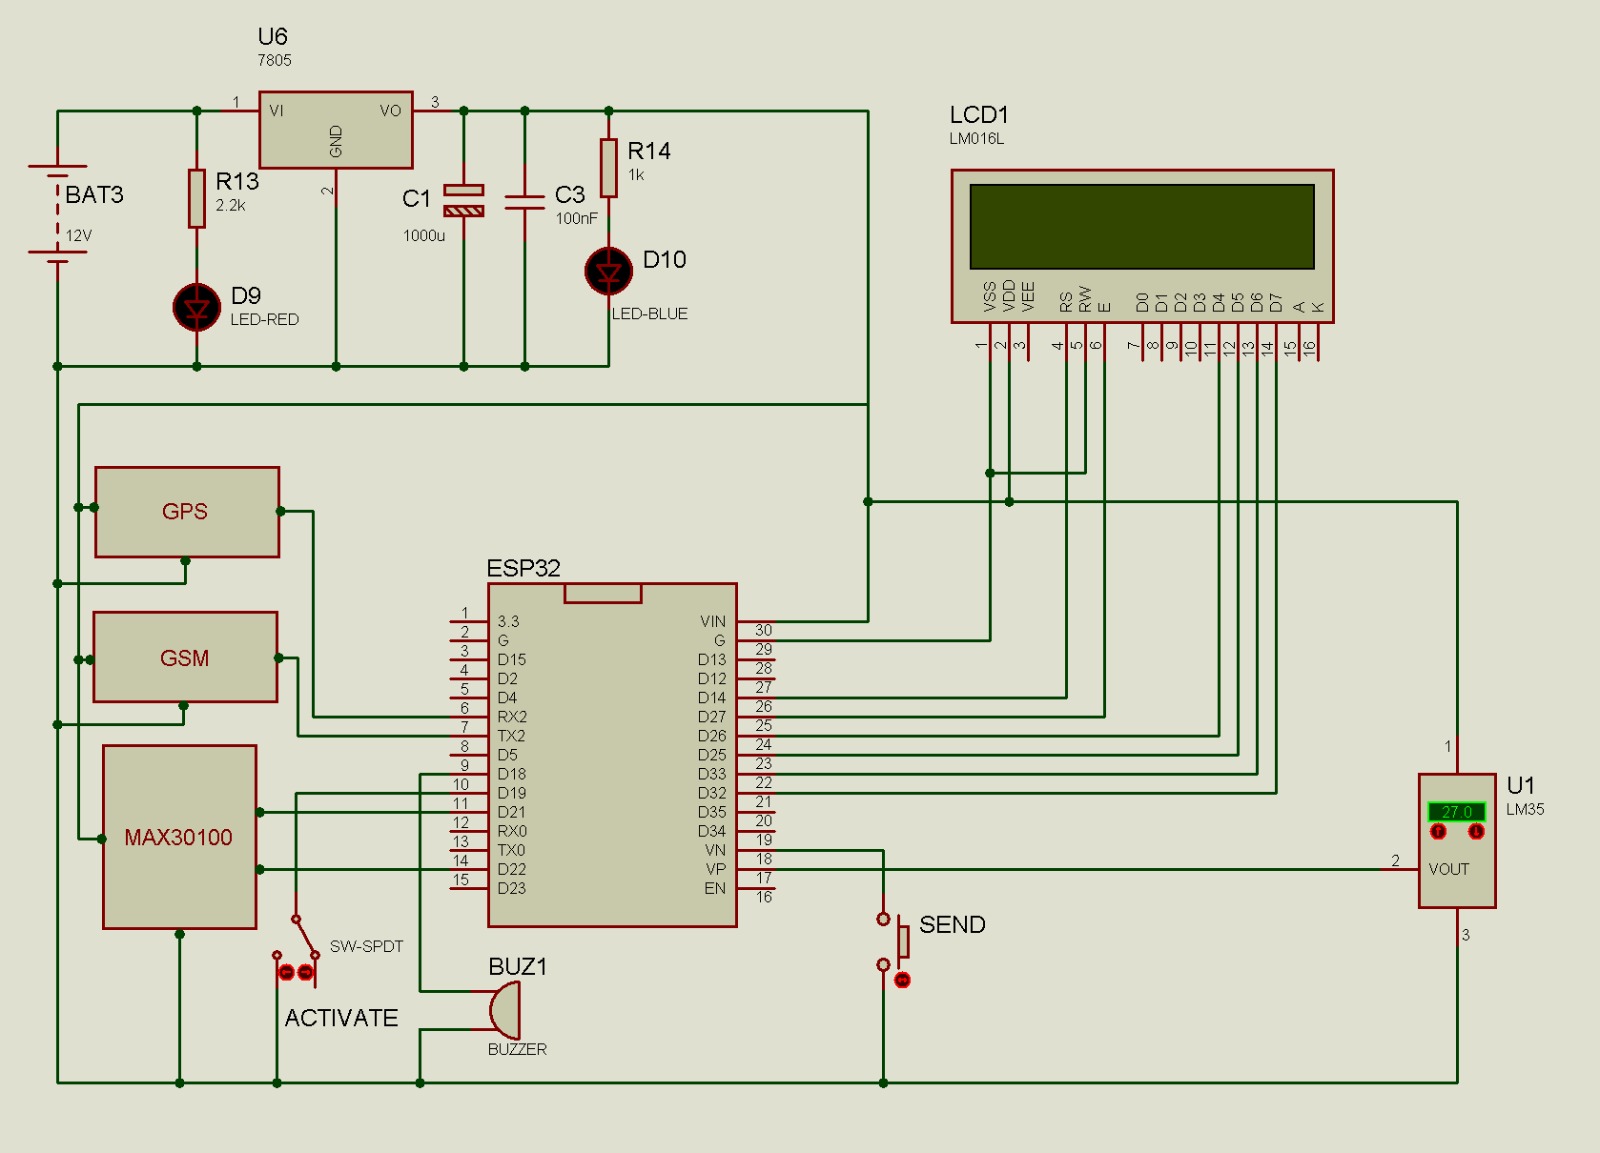 U6
7805
1
VI
VO
3
GND
2
BAT3
12V
R13
2.2k
D9
LED-RED
C1
1000u
C3
100nF
R14
1k
D10
LED-BLUE
LCD1
LM016L
VSS
VDD
VEE
RS
RW
E
D0
D1
D2
D3
D4
D5
D6
D7
A
K
1
2
3
4
5
6
7
8
9
10
11
12
13
14
15
16
GPS
GSM
MAX30100
ESP32
1 3.3
2 G
3 D15
4 D2
5 D4
6 RX2
7 TX2
8 D5
9 D18
10 D19
11 D21
12 RX0
13 TX0
14 D22
15 D23
VIN 30
G 29
D13 28
D12 27
D14 26
D27 25
D26 24
D25 23
D33 22
D32 21
D35 20
D34 19
VN 18
VP 17
EN 16
SW-SPDT
ACTIVATE
BUZ1
BUZZER
SEND
1
U1
LM35
27.0
2
VOUT
3